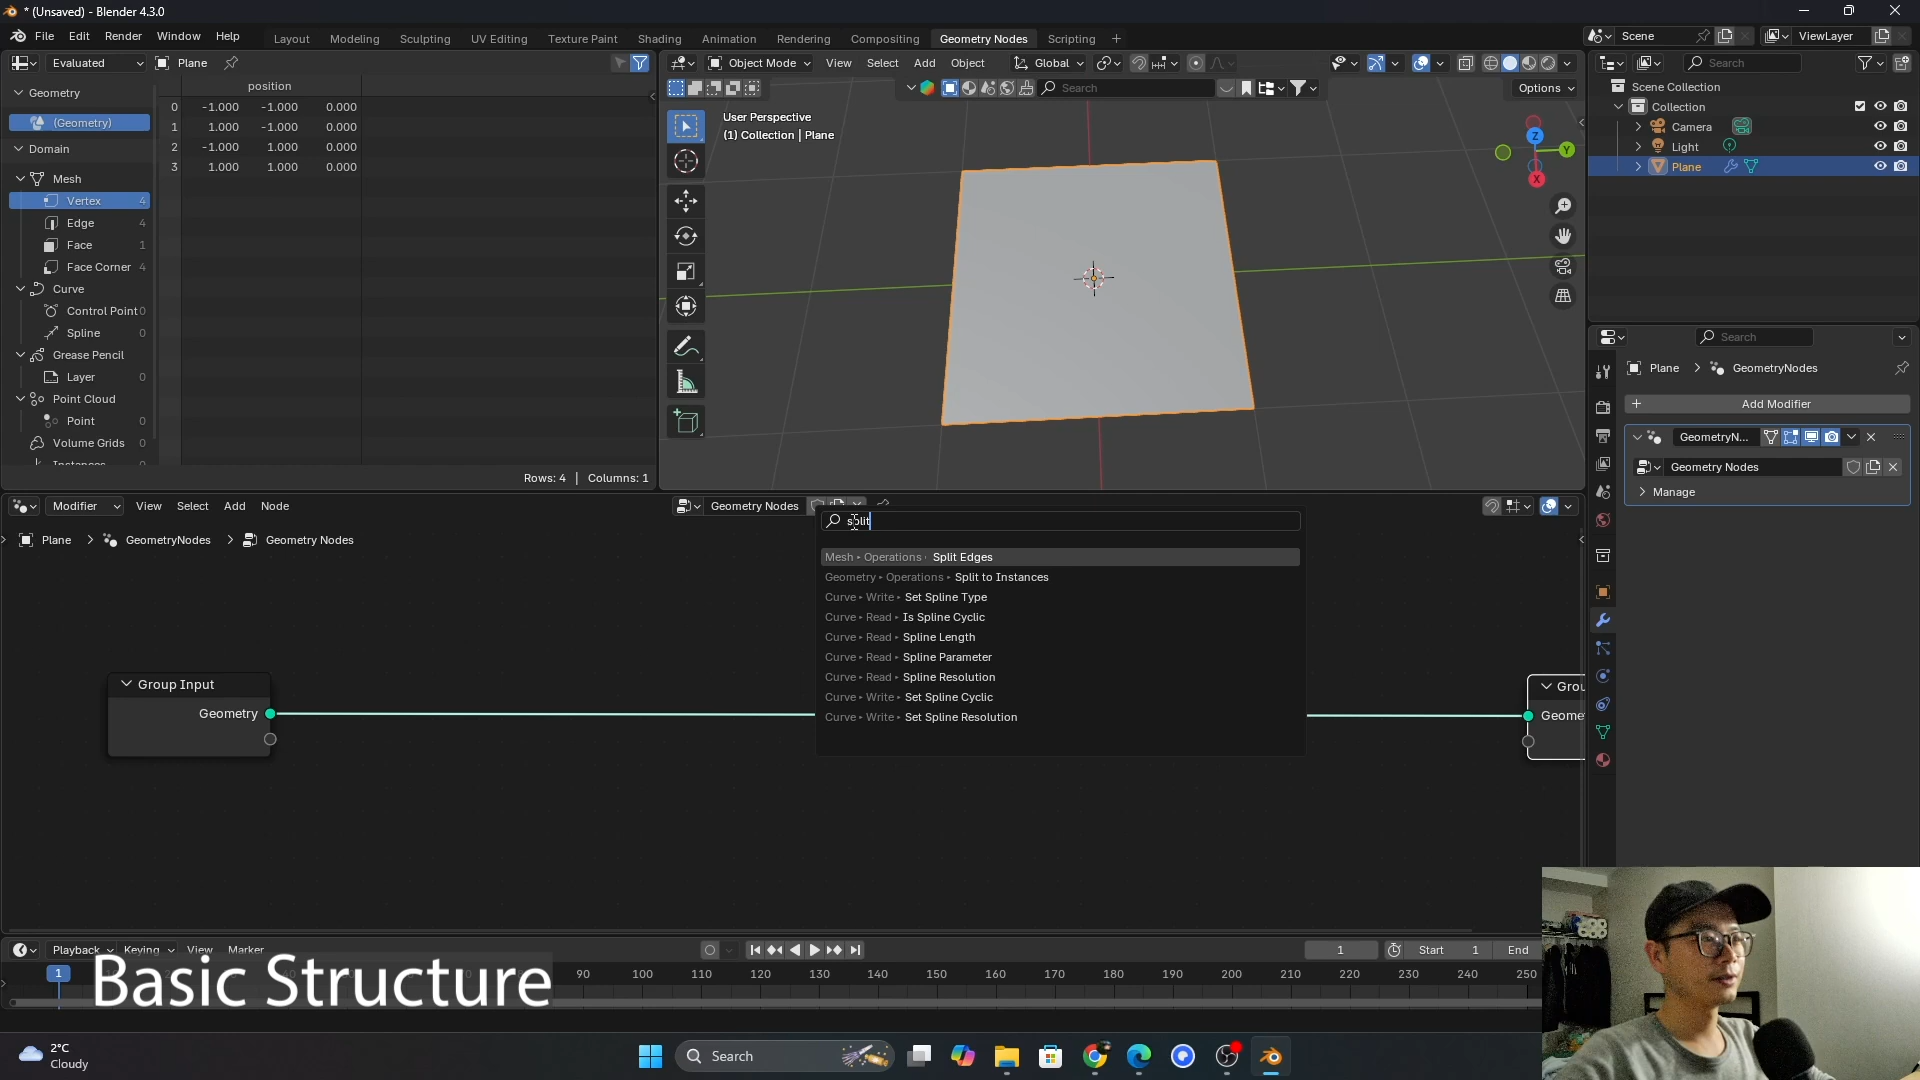 * (Unsaved) - Blender 4.3.0
File Edit Render Window Help Layout Modeling Sculpting UV Editing Texture Paint Shading Animation Rendering Compositing Geometry Nodes Scripting + Scene ViewLayer
Evaluated Plane
Object Mode View Select Add Object Global
Search
Search
Options
position
Geometry
(Geometry)
Domain
Mesh
Vertex 4
Edge 4
Face 1
Face Corner 4
Curve
Control Point 0
Spline 0
Grease Pencil
Layer 0
Point Cloud
Point 0
Volume Grids 0
Instances
0 -1.000 -1.000 0.000
1 1.000 -1.000 0.000
2 -1.000 1.000 0.000
3 1.000 1.000 0.000
Rows: 4 | Columns: 1
User Perspective
(1) Collection | Plane
Z
Y
X
Scene Collection
Collection
Camera
Light
Plane
Search
Plane > GeometryNodes
+ Add Modifier
GeometryN...
Geometry Nodes
Manage
Modifier View Select Add Node Geometry Nodes
Plane > GeometryNodes > Geometry Nodes
split
Mesh ▸ Operations ▸ Split Edges
Geometry ▸ Operations ▸ Split to Instances
Curve ▸ Write ▸ Set Spline Type
Curve ▸ Read ▸ Is Spline Cyclic
Curve ▸ Read ▸ Spline Length
Curve ▸ Read ▸ Spline Parameter
Curve ▸ Read ▸ Spline Resolution
Curve ▸ Write ▸ Set Spline Cyclic
Curve ▸ Write ▸ Set Spline Resolution
Group Input
Geometry
Grou
Geome
Playback Keying View Marker 1 Start 1 End
1 90 100 110 120 130 140 150 160 170 180 190 200 210 220 230 240 250
Basic Structure
2°C
Cloudy
Search